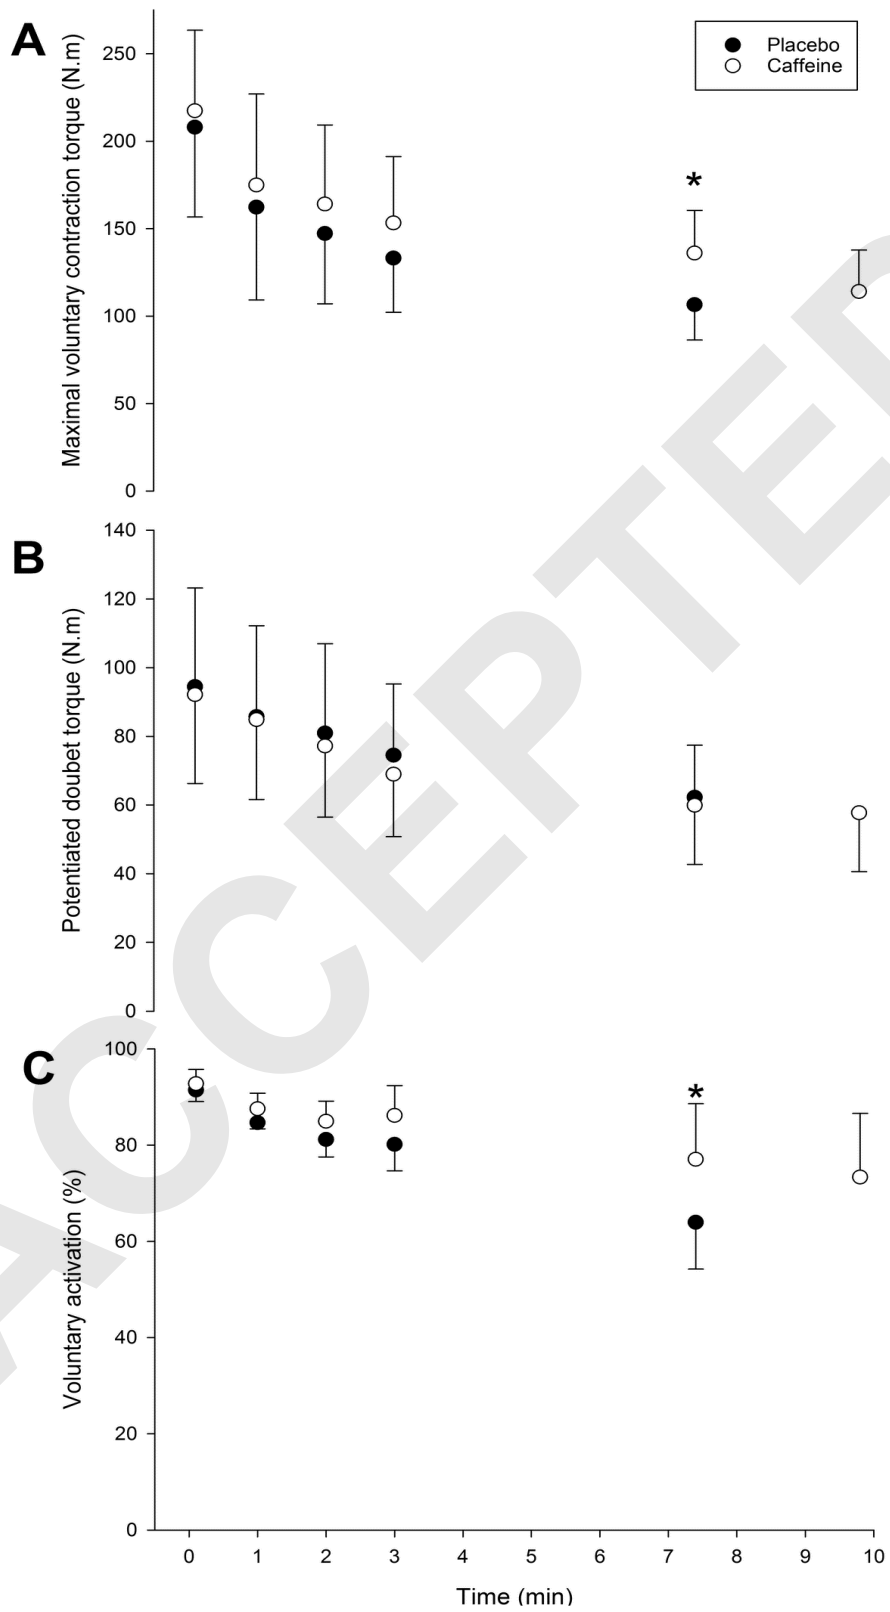 A
Maximal voluntary contraction torque (N.m)
250
200
150
100
50
0
Placebo
Caffeine
*
B
Potentiated doubet torque (N.m)
140
120
100
80
60
40
20
0
C
Voluntary activation (%)
100
80
60
40
20
0
*
0 1 2 3 4 5 6 7 8 9 10
Time (min)
ACCEPTED